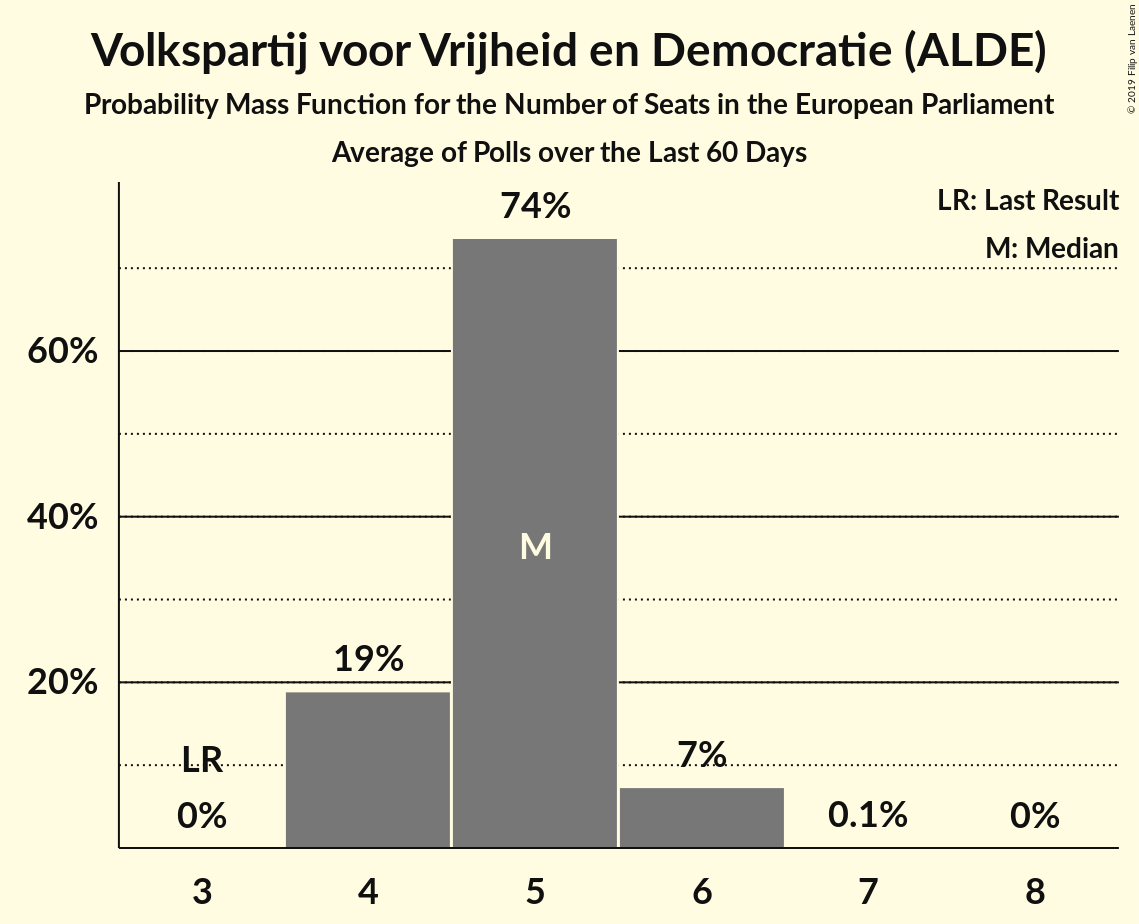 Volkspartij voor Vrijheid en Democratie (ALDE)
Probability Mass Function for the Number of Seats in the European Parliament
Average of Polls over the Last 60 Days
© 2019 Filip van Laenen
LR: Last Result
M: Median
74%
60%
40%
M
19%
20%
LR
7%
0%
0.1%
0%
3 4 5 6 7 8